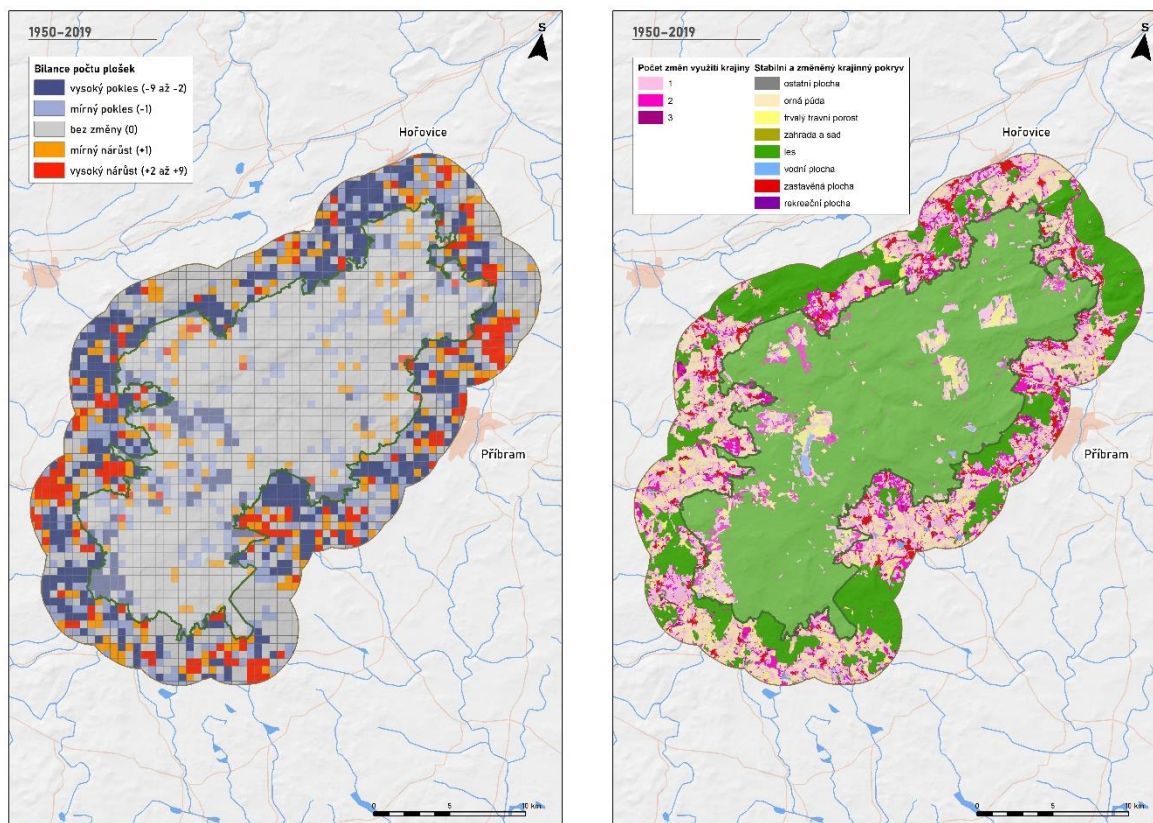 1950–2019
S
Bilance počtu plošek
vysoký pokles (-9 až -2)
mírný pokles (-1)
bez změny (0)
mírný nárůst (+1)
vysoký nárůst (+2 až +9)
Hořovice
Příbram
0 5 10 km
1950–2019
S
Počet změn využití krajiny
1
2
3
Stabilní a změněný krajinný pokryv
ostatní plocha
orná půda
trvalý travní porost
zahrada a sad
les
vodní plocha
zastavěná plocha
rekreační plocha
Hořovice
Příbram
0 5 10 km